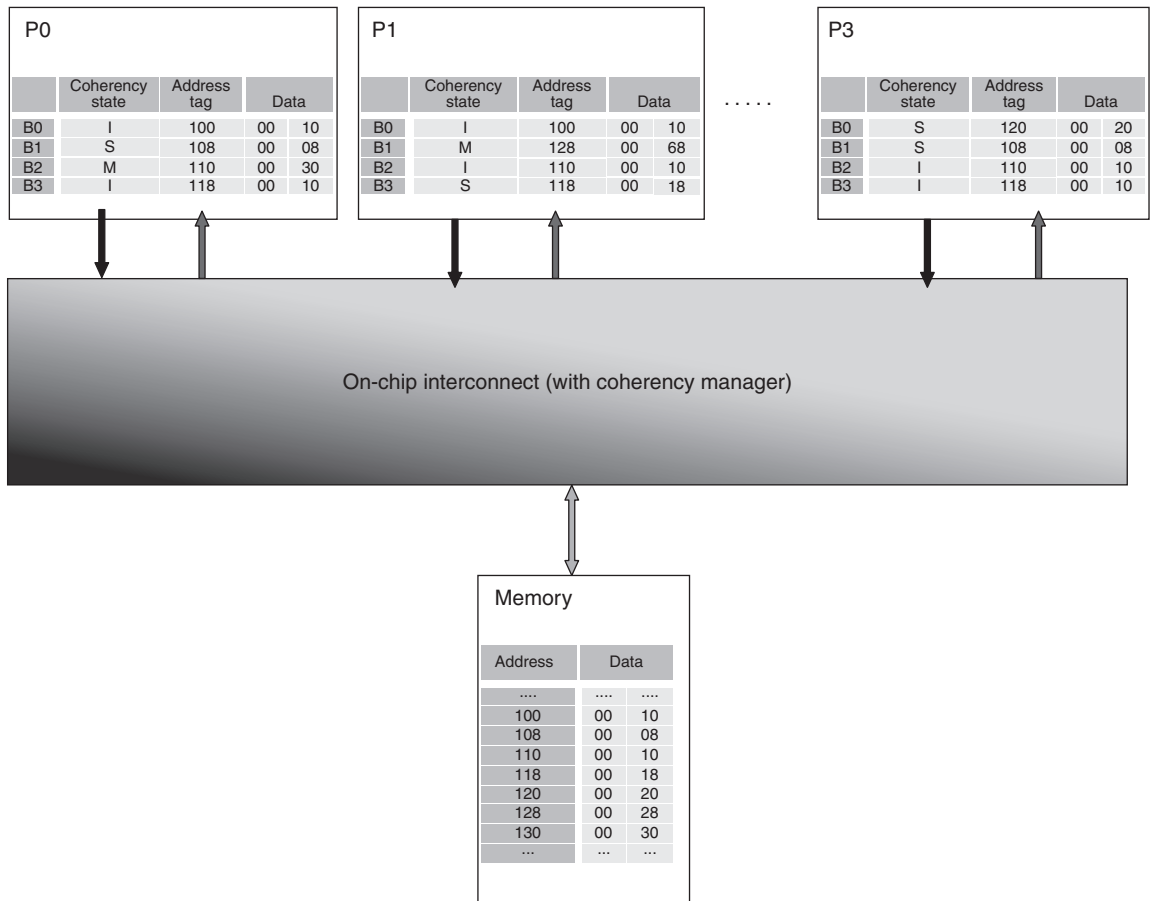 P0
Coherency state Address tag Data
B0 I 100 00 10
B1 S 108 00 08
B2 M 110 00 30
B3 I 118 00 10
P1
Coherency state Address tag Data
B0 I 100 00 10
B1 M 128 00 68
B2 I 110 00 10
B3 S 118 00 18
.....
P3
Coherency state Address tag Data
B0 S 120 00 20
B1 S 108 00 08
B2 I 110 00 10
B3 I 118 00 10
On-chip interconnect (with coherency manager)
Memory
Address Data
.... .... ....
100 00 10
108 00 08
110 00 10
118 00 18
120 00 20
128 00 28
130 00 30
... ... ...